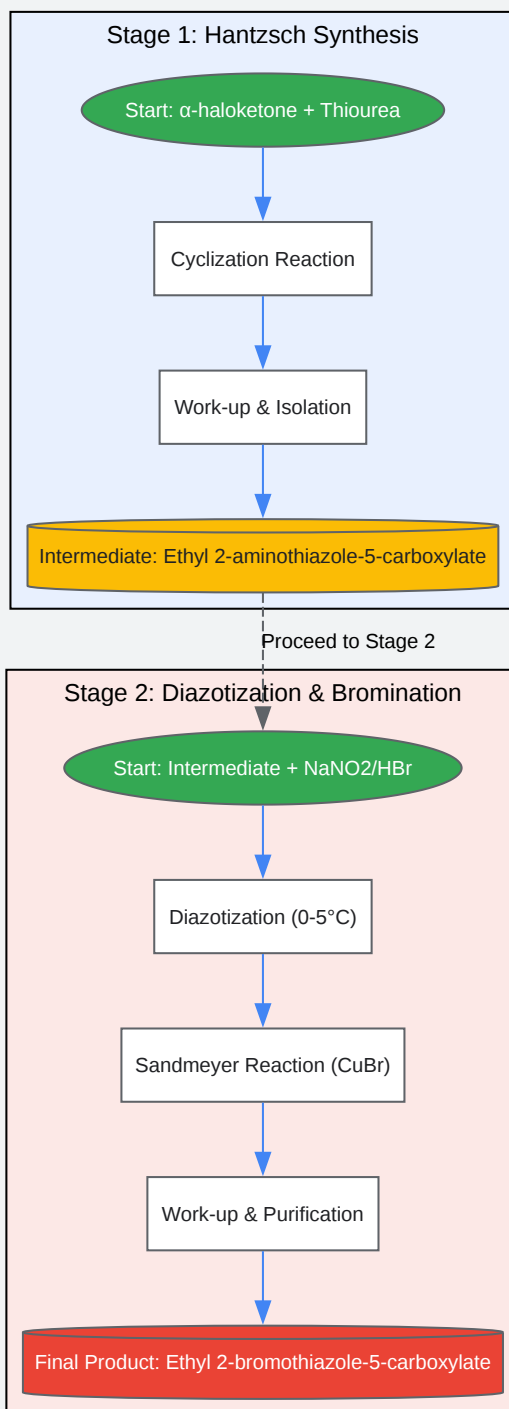 Stage 1: Hantzsch Synthesis
Start: α-haloketone + Thiourea
Cyclization Reaction
Work-up & Isolation
Intermediate: Ethyl 2-aminothiazole-5-carboxylate
Proceed to Stage 2
Stage 2: Diazotization & Bromination
Start: Intermediate + NaNO2/HBr
Diazotization (0-5°C)
Sandmeyer Reaction (CuBr)
Work-up & Purification
Final Product: Ethyl 2-bromothiazole-5-carboxylate